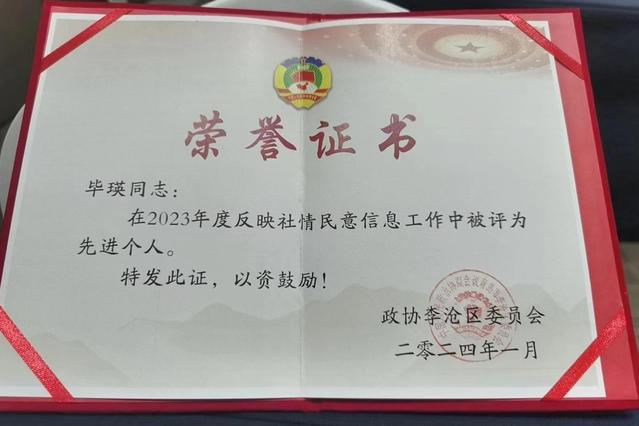 荣誉证书
毕瑛同志：
在2023年度反映社情民意信息工作中被评为
先进个人。
特发此证，以资鼓励！
政协李沧区委员会
二零二四年一月